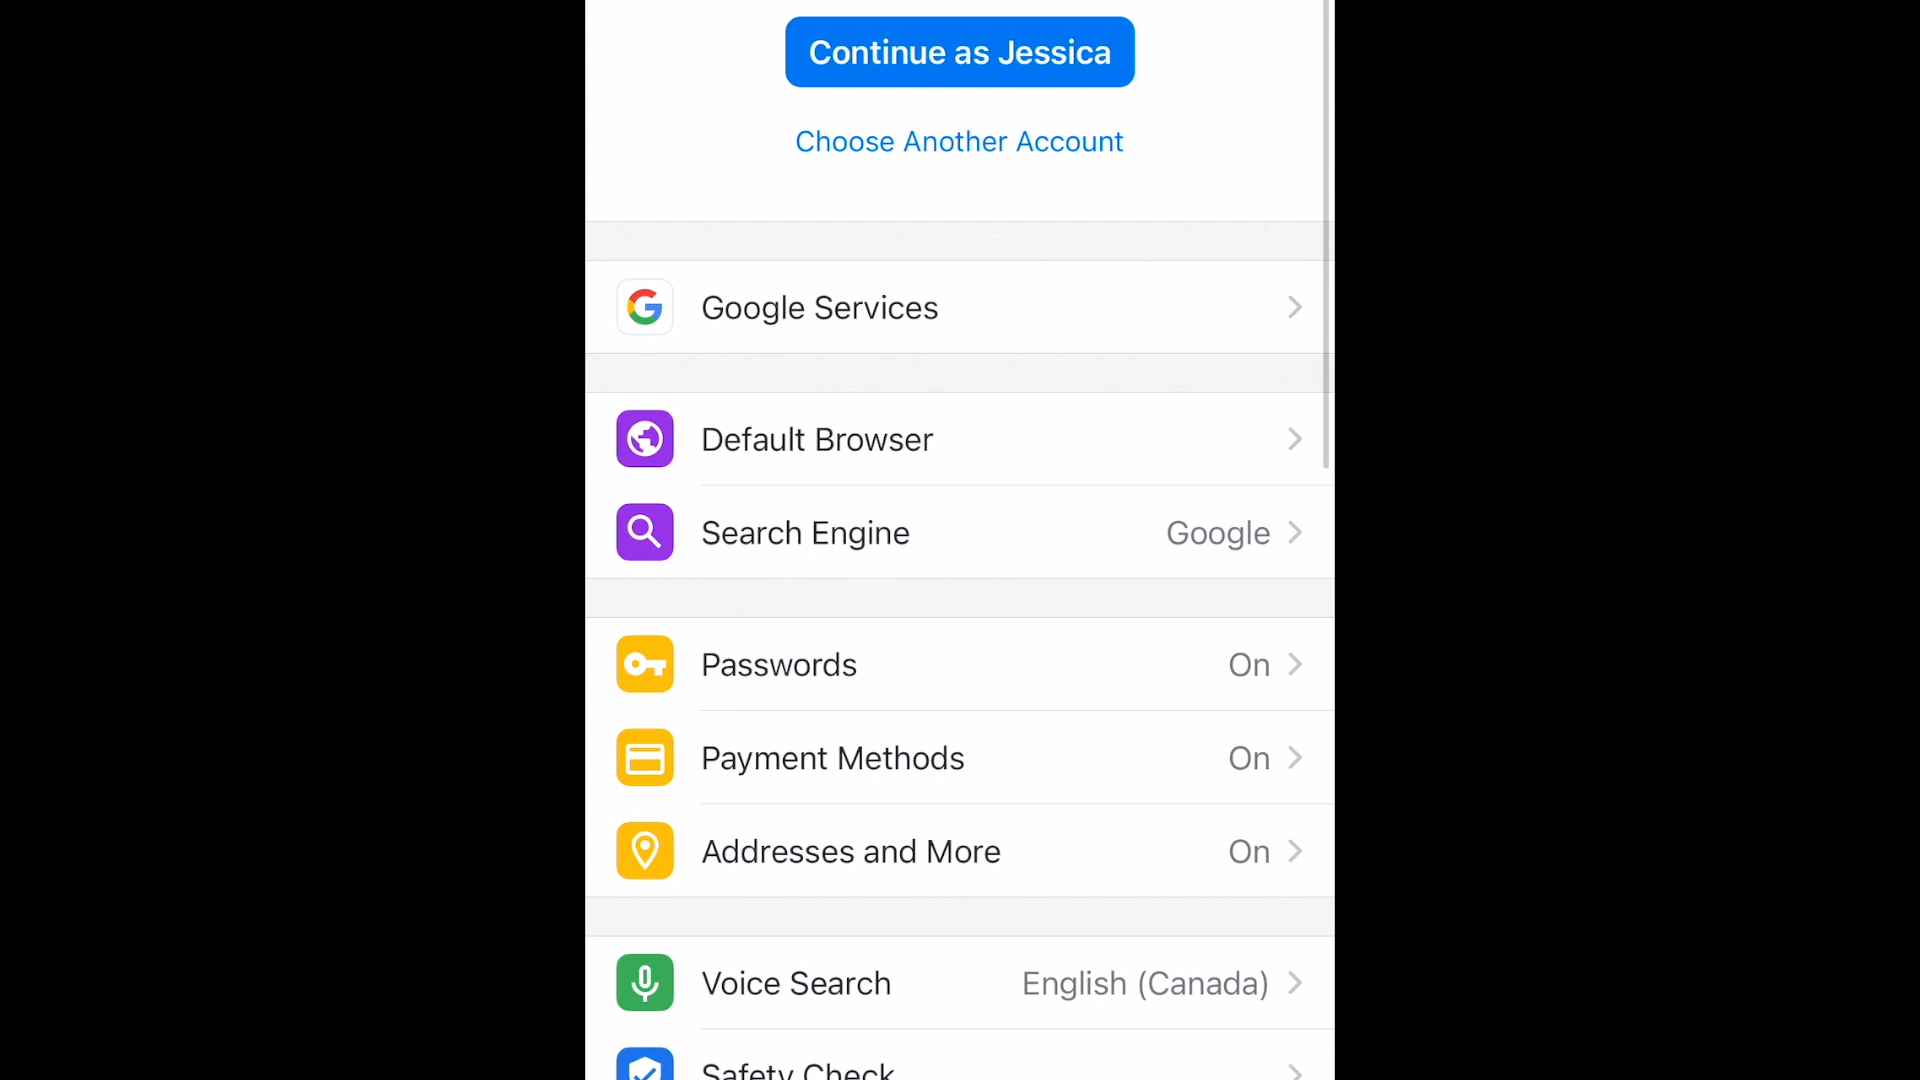 Continue as Jessica
Choose Another Account
Google Services
Default Browser
Search Engine Google
Passwords On
Payment Methods On
Addresses and More On
Voice Search English (Canada)
Safety Check